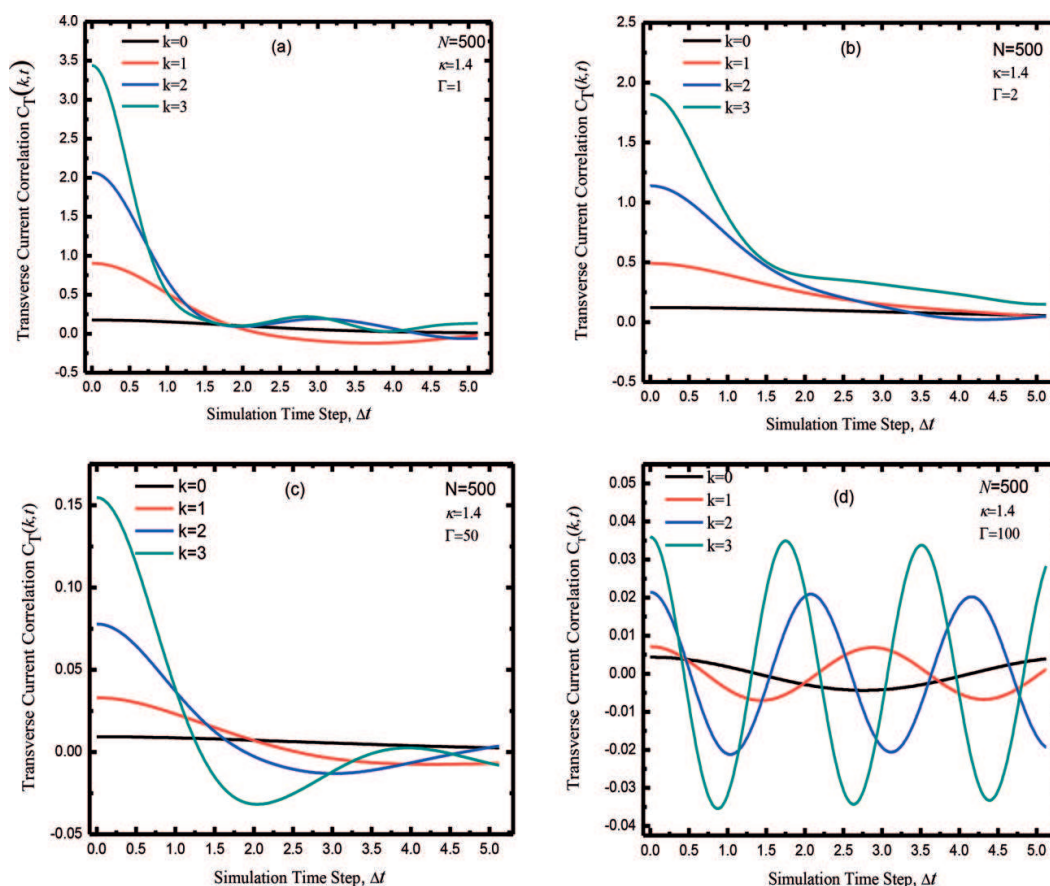 (a)
k=0
k=1
k=2
k=3
N=500
κ=1.4
Γ=1
4.0
3.5
3.0
2.5
2.0
1.5
1.0
0.5
0.0
-0.5
Transverse Current Correlation C_T(k,t)
0.0 0.5 1.0 1.5 2.0 2.5 3.0 3.5 4.0 4.5 5.0
Simulation Time Step, Δt
(b)
k=0
k=1
k=2
k=3
N=500
κ=1.4
Γ=2
2.5
2.0
1.5
1.0
0.5
0.0
-0.5
Transverse Current Correlation C_T(k,t)
0.0 0.5 1.0 1.5 2.0 2.5 3.0 3.5 4.0 4.5 5.0
Simulation Time Step, Δt
(c)
k=0
k=1
k=2
k=3
N=500
κ=1.4
Γ=50
0.15
0.10
0.05
0.00
-0.05
Transverse Current Correlation C_T(k,t)
0.0 0.5 1.0 1.5 2.0 2.5 3.0 3.5 4.0 4.5 5.0
Simulation Time Step, Δt
(d)
k=0
k=1
k=2
k=3
N=500
κ=1.4
Γ=100
0.05
0.04
0.03
0.02
0.01
0.00
-0.01
-0.02
-0.03
-0.04
Transverse Current Correlation C_T(k,t)
0.0 0.5 1.0 1.5 2.0 2.5 3.0 3.5 4.0 4.5 5.0
Simulation Time Step, Δt